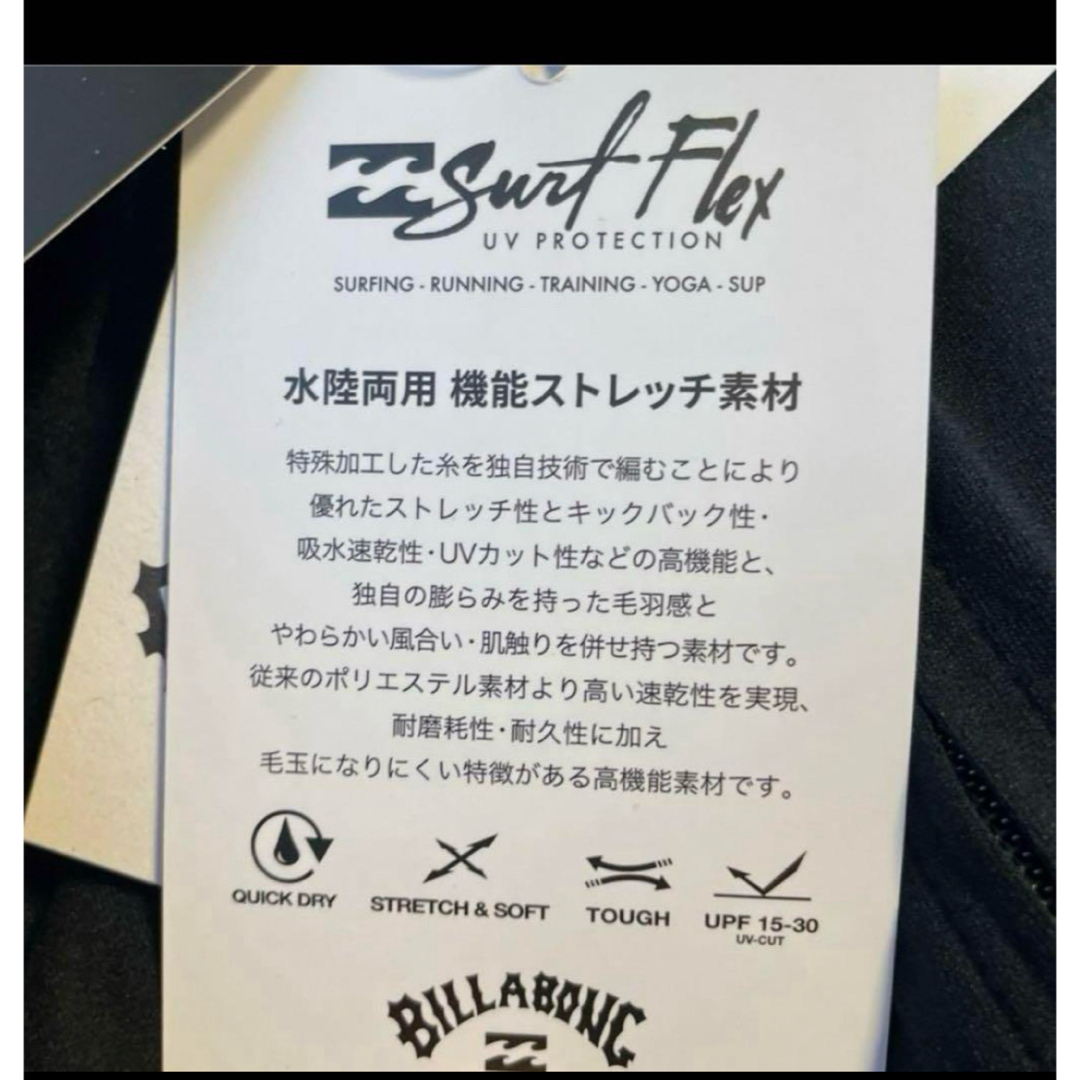 Surf Flex
UV PROTECTION
SURFING - RUNNING - TRAINING - YOGA - SUP
水陸両用 機能ストレッチ素材
特殊加工した糸を独自技術で編むことにより
優れたストレッチ性とキックバック性・
吸水速乾性・UVカット性などの高機能と、
独自の膨らみを持った毛羽感と
やわらかい風合い・肌触りを併せ持つ素材です。
従来のポリエステル素材より高い速乾性を実現、
耐磨耗性・耐久性に加え
毛玉になりにくい特徴がある高機能素材です。
QUICK DRY
STRETCH & SOFT
TOUGH
UPF 15-30
UV-CUT
BILLABONG